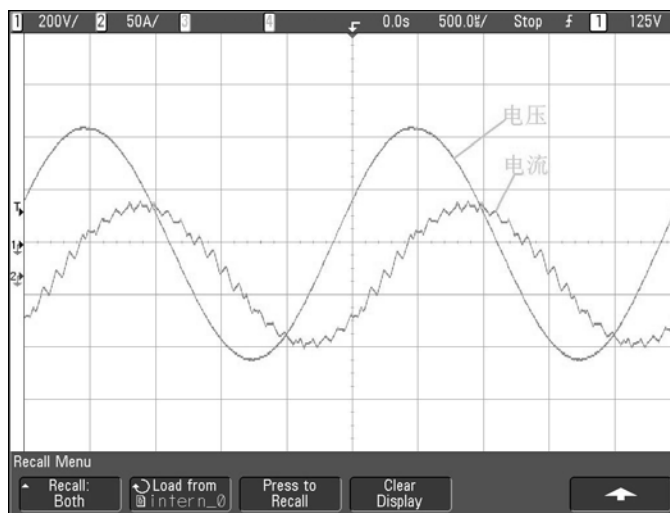 1 200V/ 2 50A/ 3 4 0.0s 500.0㎲/ Stop 1 125V
电压
电流
T
1
2
Recall Menu
Recall: Load from Press to Clear
Both intern_0 Recall Display